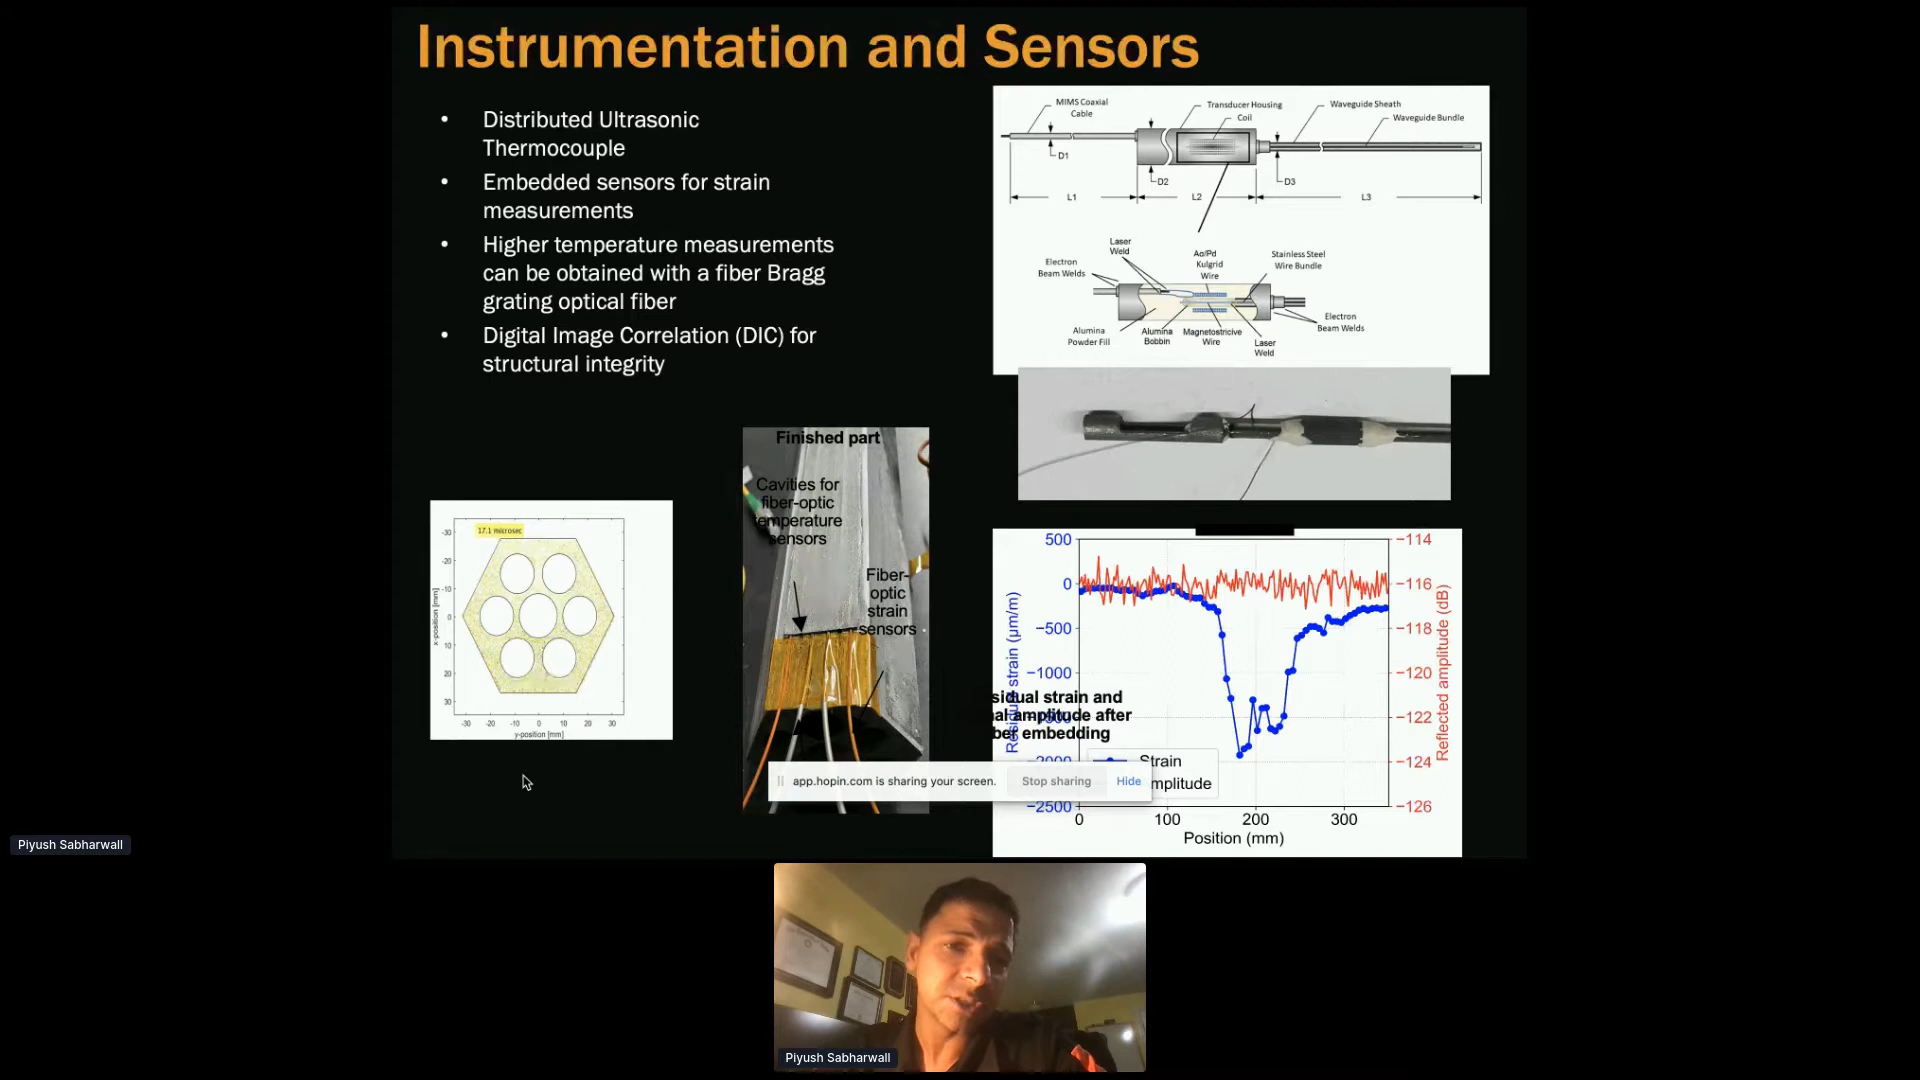 Instrumentation and Sensors
• Distributed Ultrasonic
Thermocouple
• Embedded sensors for strain
measurements
• Higher temperature measurements
can be obtained with a fiber Bragg
grating optical fiber
• Digital Image Correlation (DIC) for
structural integrity
MIMS Coaxial
Cable
Transducer Housing
Coil
Waveguide Sheath
Waveguide Bundle
D1
D2
D3
L1
L2
L3
Laser
Weld
Electron
Beam Welds
Kulgrid
Wire
Stainless Steel
Wire Bundle
Alumina
Powder Fill
Alumina
Bobbin
Magnetostricive
Wire
Laser
Weld
Electron
Beam Welds
Finished part
Cavities for
fiber-optic
temperature
sensors
Fiber-
optic
strain
sensors
17.1 microsec
-30
-20
-10
0
10
20
30
x-position [mm]
-30 -20 -10 0 10 20 30
y-position [mm]
500
0
−500
−1000
−1500
−2000
−2500
Residual strain (μm/m)
−114
−116
−118
−120
−122
−124
−126
Reflected amplitude (dB)
sidual strain and
al amplitude after
ber embedding
Strain
mplitude
0 100 200 300
Position (mm)
app.hopin.com is sharing your screen. Stop sharing Hide
Piyush Sabharwall
Piyush Sabharwall